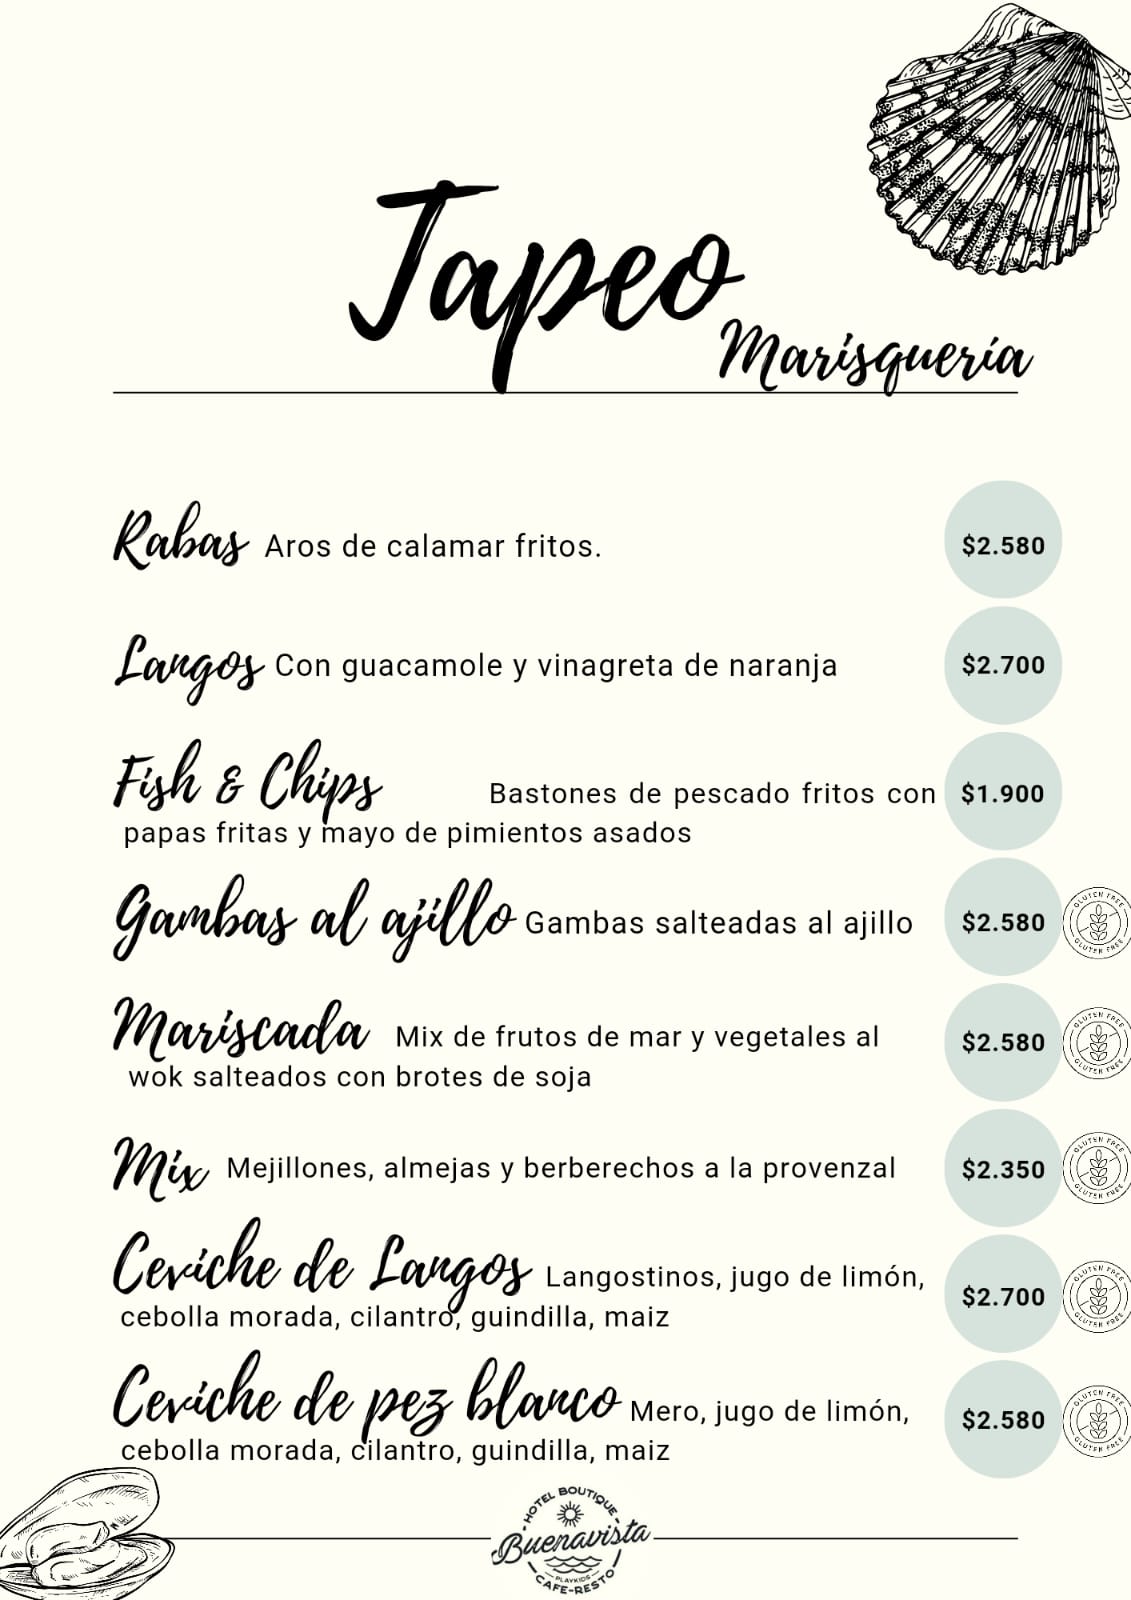 Tapeo
Marisquería
Rabas Aros de calamar fritos. $2.580
Langos Con guacamole y vinagreta de naranja $2.700
Fish & Chips Bastones de pescado fritos con $1.900
papas fritas y mayo de pimientos asados
Gambas al ajillo Gambas salteadas al ajillo $2.580
GLUTEN FREE
GLUTEN FREE
Mariscada Mix de frutos de mar y vegetales al $2.580
wok salteados con brotes de soja
GLUTEN FREE
GLUTEN FREE
Mix Mejillones, almejas y berberechos a la provenzal $2.350
GLUTEN FREE
GLUTEN FREE
Ceviche de Langos Langostinos, jugo de limón, $2.700
cebolla morada, cilantro, guindilla, maiz
GLUTEN FREE
GLUTEN FREE
Ceviche de pez blanco Mero, jugo de limón, $2.580
cebolla morada, cilantro, guindilla, maiz
GLUTEN FREE
GLUTEN FREE
HOTEL BOUTIQUE
Buenavista
PLAYKIDS
CAFE-RESTO